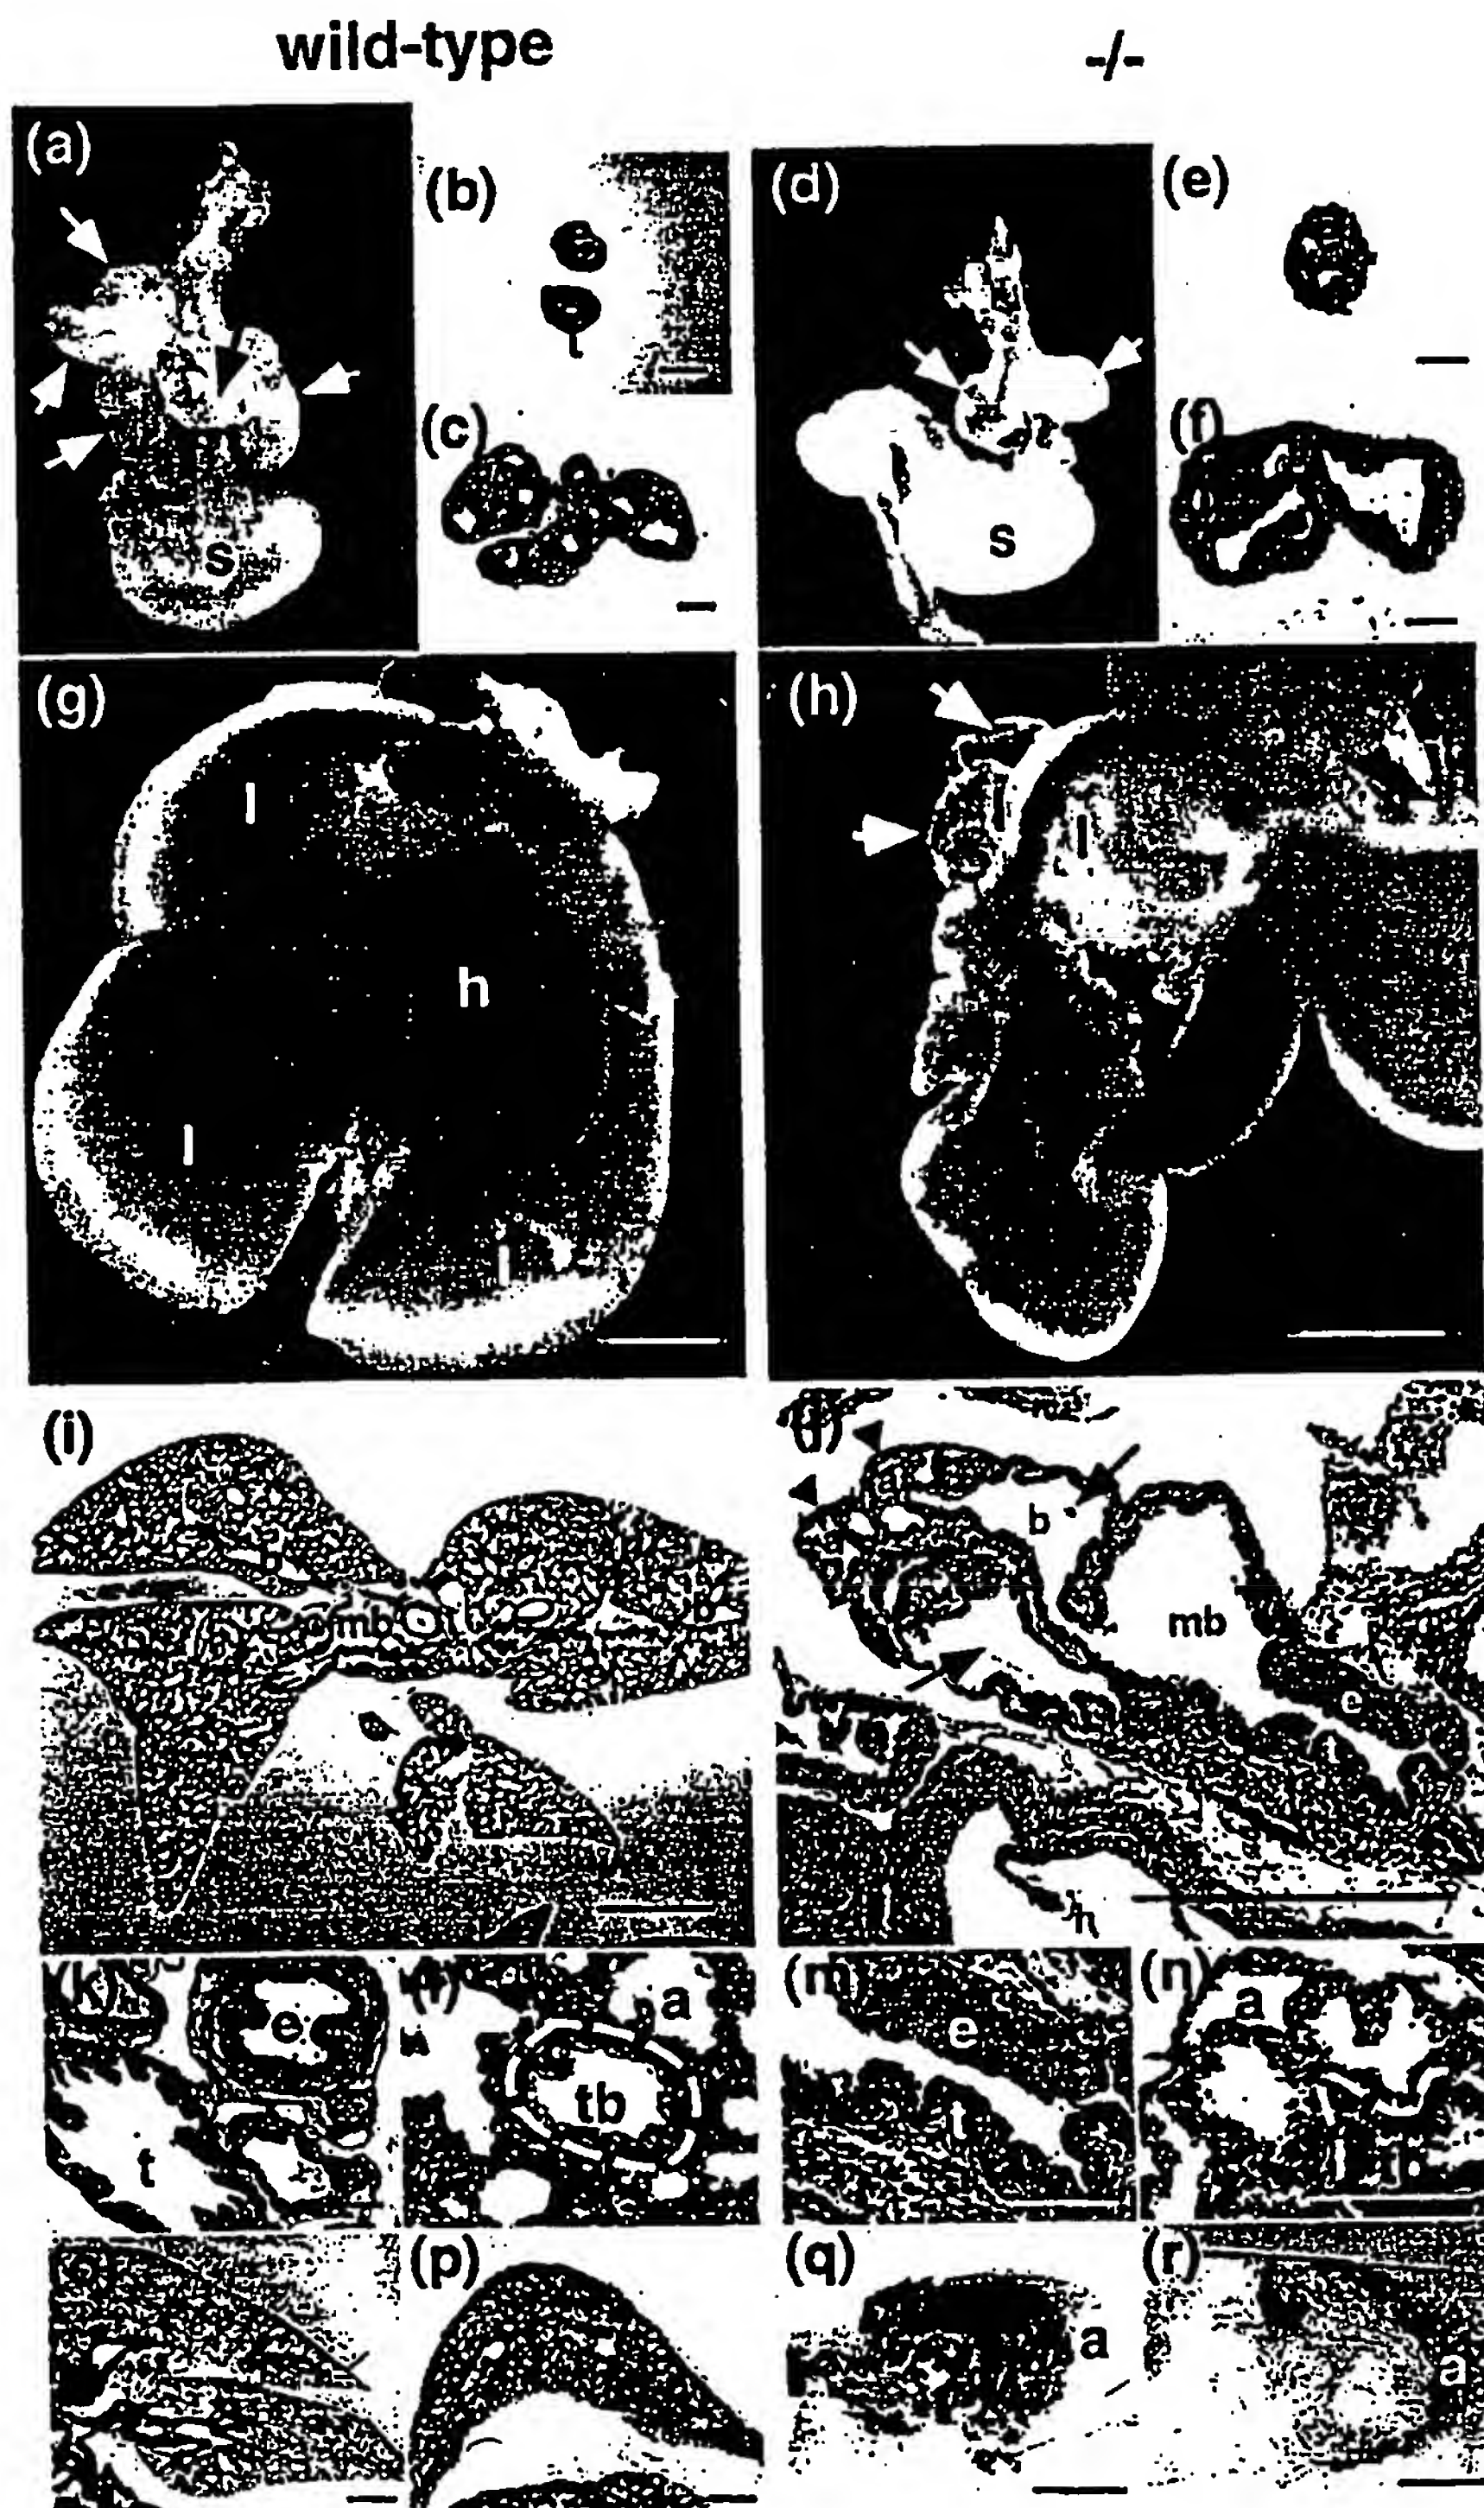 wild-type
-/-
(a)
(b)
(d)
(e)
t
(c)
(f)
s
s
(g)
(h)
l
l
h
l
l
(i)
(j)
b
b
mb
mb
b
e
t
l
h
(k)
(l)
(m)
(n)
e
a
e
a
tb
t
t
(p)
(q)
(r)
a
a